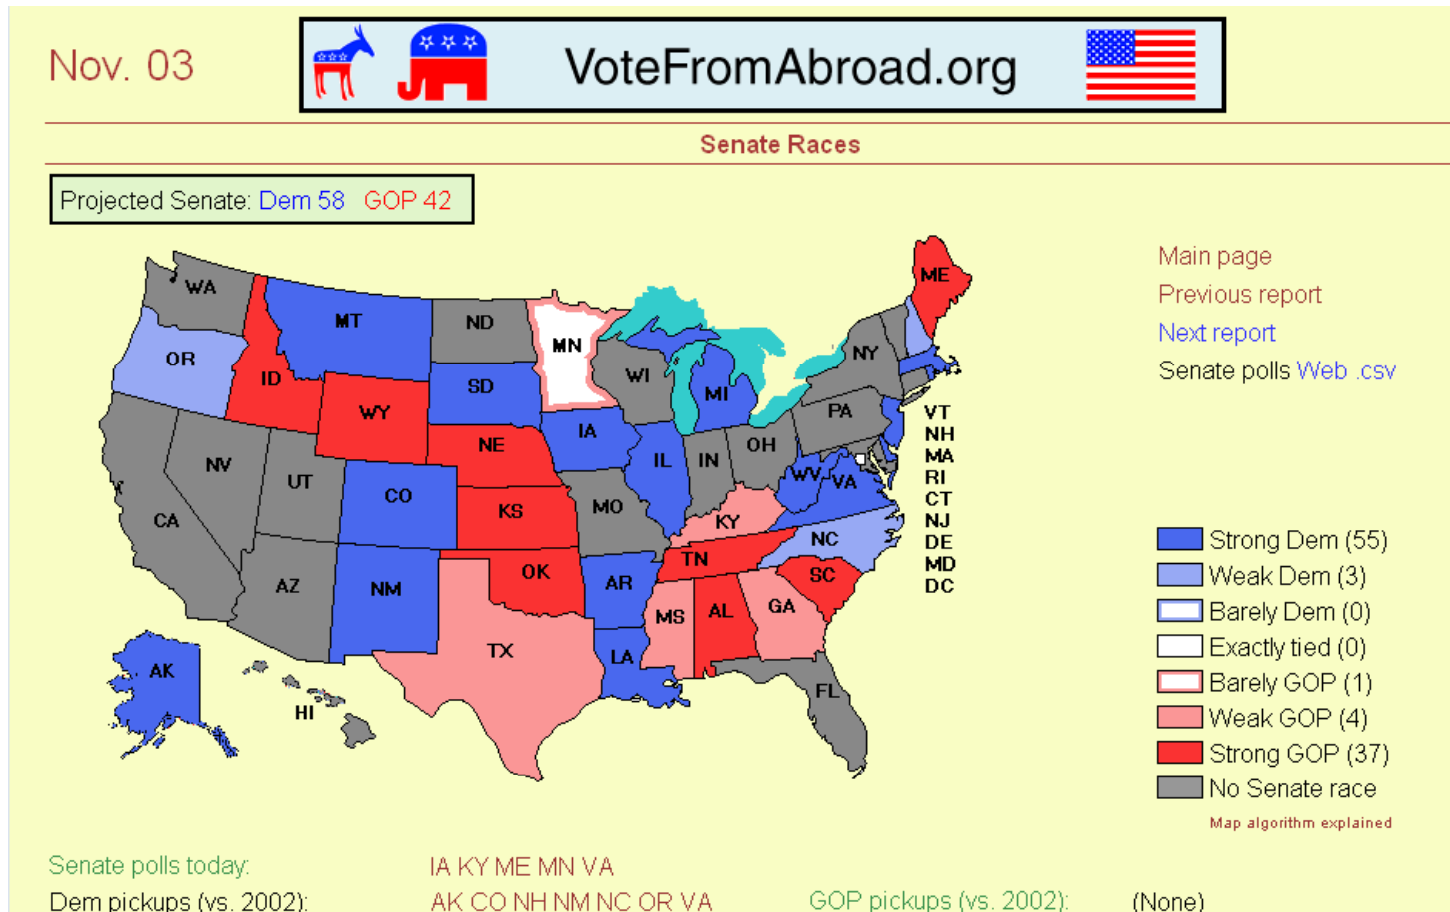 Nov. 03
VoteFromAbroad.org
Senate Races
Projected Senate: Dem 58 GOP 42
Main page
Previous report
Next report
Senate polls Web .csv
WA
MT
ND
MN
ME
OR
ID
SD
WI
MI
NY
WY
IA
PA
NE
IL
IN
OH
NV
UT
CO
WV
VA
CA
KS
MO
KY
NC
AZ
NM
OK
AR
TN
SC
MS
AL
GA
TX
LA
AK
HI
FL
VT
NH
MA
RI
CT
NJ
DE
MD
DC
Strong Dem (55)
Weak Dem (3)
Barely Dem (0)
Exactly tied (0)
Barely GOP (1)
Weak GOP (4)
Strong GOP (37)
No Senate race
Map algorithm explained
Senate polls today: IA KY ME MN VA
Dem pickups (vs. 2002): AK CO NH NM NC OR VA GOP pickups (vs. 2002): (None)